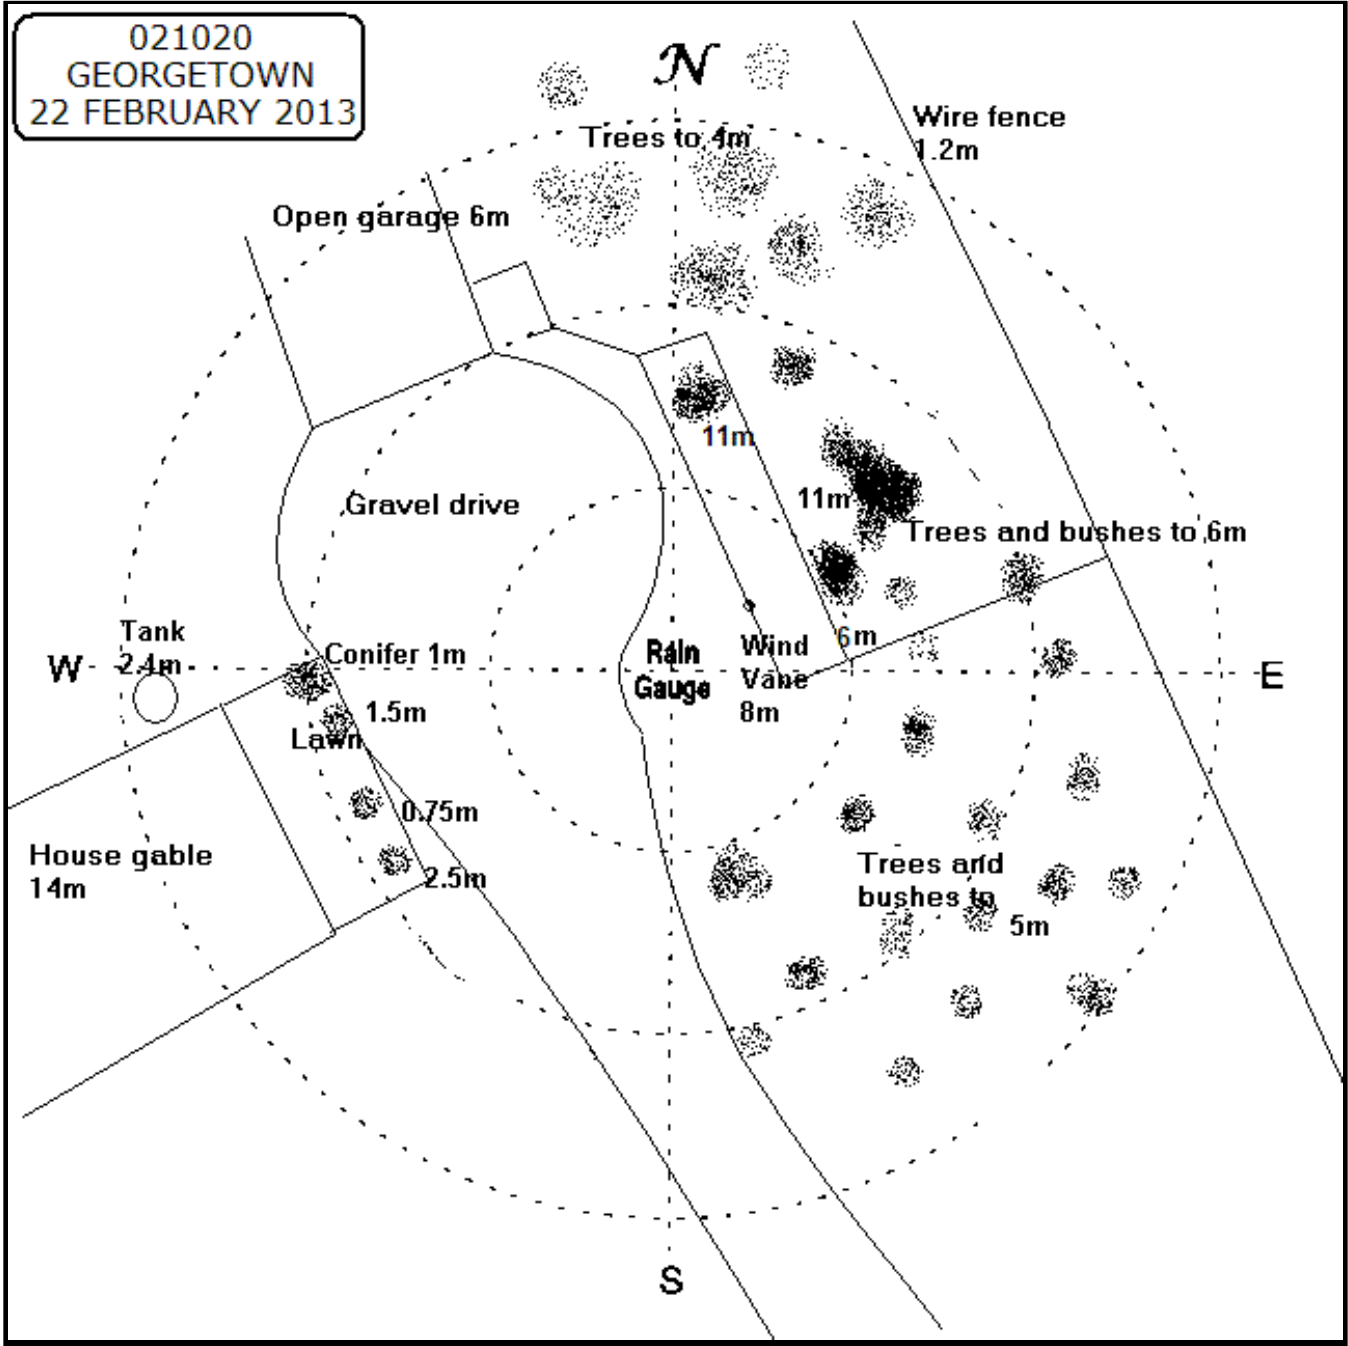 021020
GEORGETOWN
22 FEBRUARY 2013
N
Trees to 4m
Wire fence
1.2m
Open garage 6m
11m
11m
Gravel drive
Trees and bushes to 6m
Tank
2.4m
W
Conifer 1m
Rain
Gauge
Wind
Vane
8m
6m
E
1.5m
Lawn
0.75m
House gable
14m
2.5m
Trees and
bushes to
5m
S